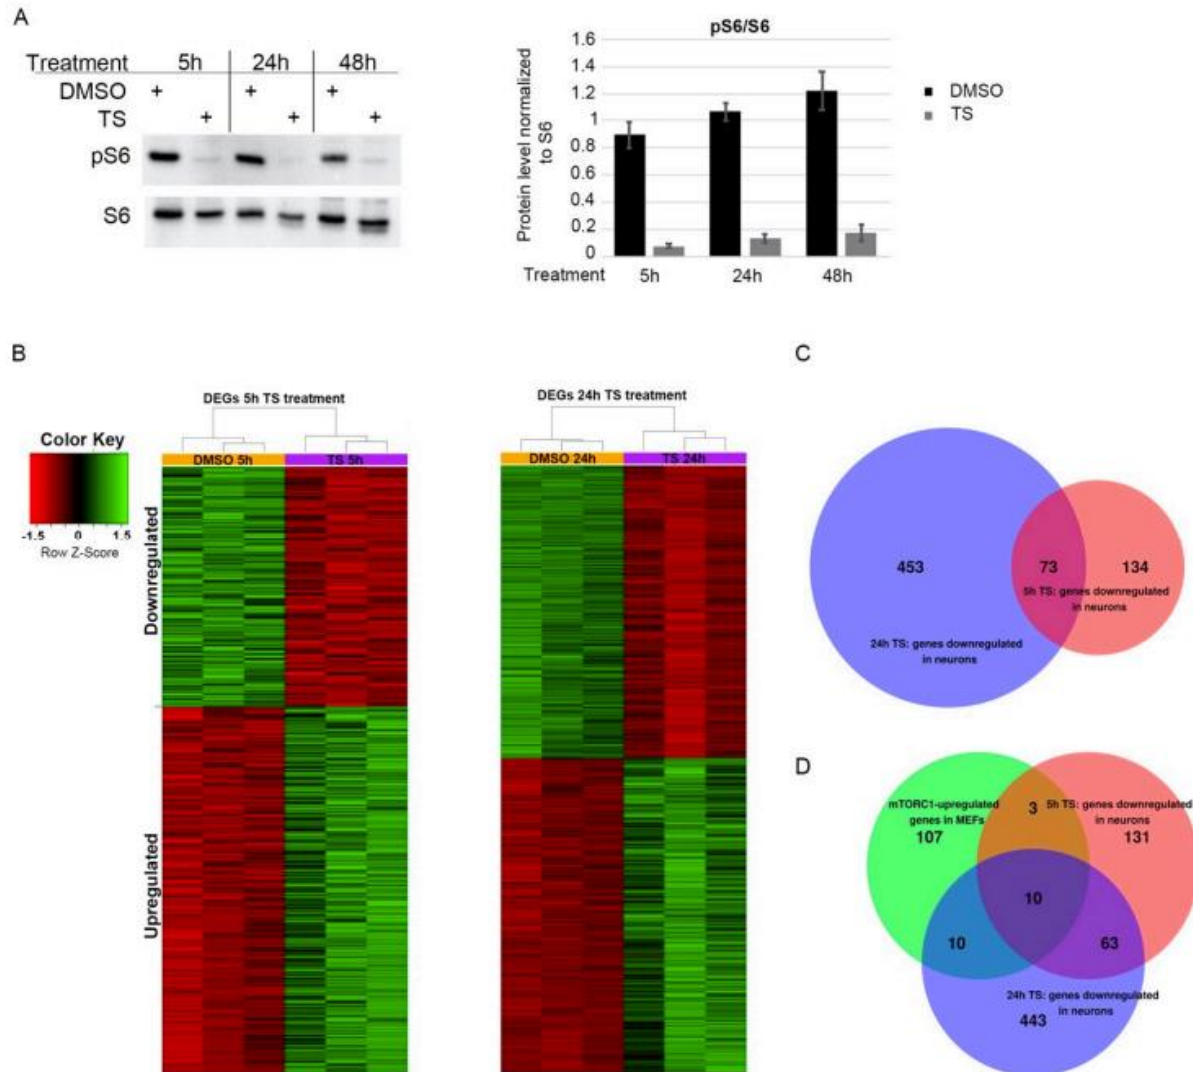 A
Treatment 5h 24h 48h
DMSO + + +
TS + + +
pS6
S6
pS6/S6
Protein level normalized
to S6
1.6
1.4
1.2
1
0.8
0.6
0.4
0.2
0
Treatment 5h 24h 48h
DMSO
TS
B
Color Key
-1.5 0 1.5
Row Z-Score
DEGs 5h TS treatment
DMSO 5h TS 5h
Downregulated
Upregulated
DEGs 24h TS treatment
DMSO 24h TS 24h
C
453 73 134
5h TS: genes downregulated
in neurons
24h TS: genes downregulated
in neurons
D
mTORC1-upregulated
genes in MEFs
107
3
5h TS: genes downregulated
in neurons
131
10
10
63
24h TS: genes downregulated
in neurons
443